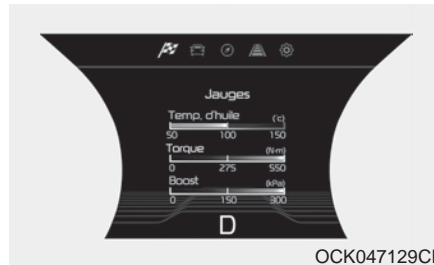 Jauges
Temp. d'huile (℃)
50 100 150
Torque (N·m)
0 275 550
Boost (kPa)
0 150 300
D
OCK047129CL